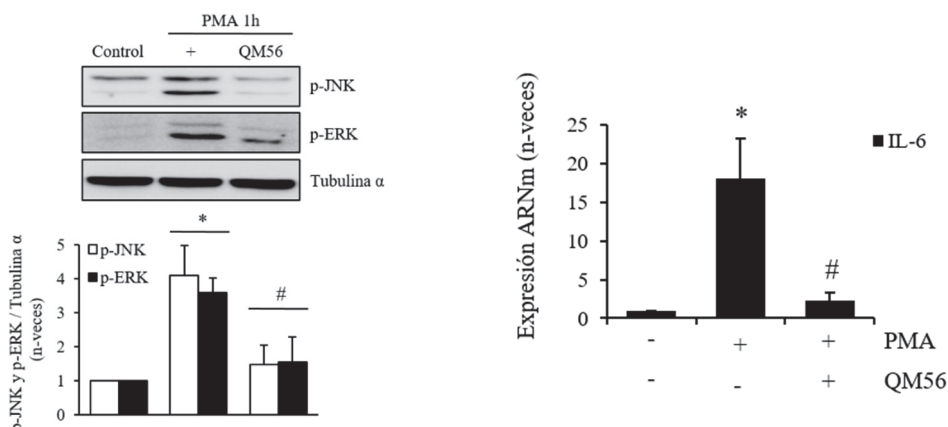 PMA 1h
Control + QM56
p-JNK
p-ERK
Tubulina α
p-JNK y p-ERK / Tubulina α
(n-veces)
*
#
5
4
3
2
1
0
p-JNK
p-ERK
Expresión ARNm (n-veces)
*
#
25
20
15
10
5
0
IL-6
- + + PMA
- - + QM56